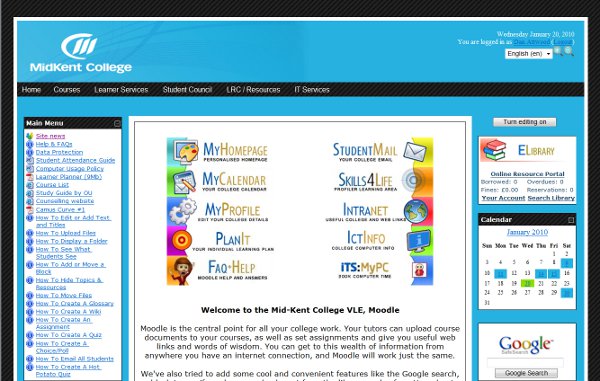 Wednesday January 20, 2010
You are logged in as
(Logout)
English (en)
MidKent College
Home Courses Learner Services Student Council LRC / Resources IT Services
Main Menu
Site news
Help & FAQs
Data Protection
Student Attendance Guide
Computer Usage Policy
Learner Planner (9Mb)
Course List
Study Guide by OU
Counselling website
Camus Curve #1
How To Edit or Add Text
and Titles
How To Upload Files
How To Display a Folder
How To See What
Students See
How To Add or Move a
Block
How To Hide Topics &
Resources
How To Move Files
How To Create A Glossary
How To Create A Wiki
How To Create An
Assignment
How To Create A Quiz
How To Create A
Choice/Poll
How To Email All Students
How To Create A Hot
Potato Quiz
MyHomepage
PERSONALISED HOMEPAGE
StudentMail
YOUR COLLEGE EMAIL
MyCalendar
YOUR COLLEGE CALENDAR
Skills4Life
PROFILER LEARNING AREA
MyProfile
EDIT YOUR COLLEGE DETAILS
Intranet
USEFUL COLLEGE AND WEB LINKS
PlanIt
YOUR INDIVIDUAL LEARNING PLAN
IctInfo
COLLEGE COMPUTER INFO
Faq+Help
MOODLE HELP AND ANSWERS
iTS:MyPC
BOOK COMPUTER TIME
Welcome to the Mid-Kent College VLE, Moodle
Moodle is the central point for all your college work. Your tutors can upload course
documents to your courses, as well as set assignments and give you useful web
links and words of wisdom. You can get to this wealth of information from
anywhere you have an internet connection, and Moodle will work just the same.
We've also tried to add some cool and convenient features like the Google search,
Turn editing on
ELibrary
Online Resource Portal
Borrowed: 0 Overdues: 0
Fines: £0.00 Reservations: 0
Your Account Search Library
Calendar
January 2010
Sun Mon Tue Wed Thu Fri Sat
1 2
3 4 5 6 7 8 9
10 11 12 13 14 15 16
17 18 19 20 21 22 23
24 25 26 27 28 29 30
31
Google
SafeSearch
Google Search